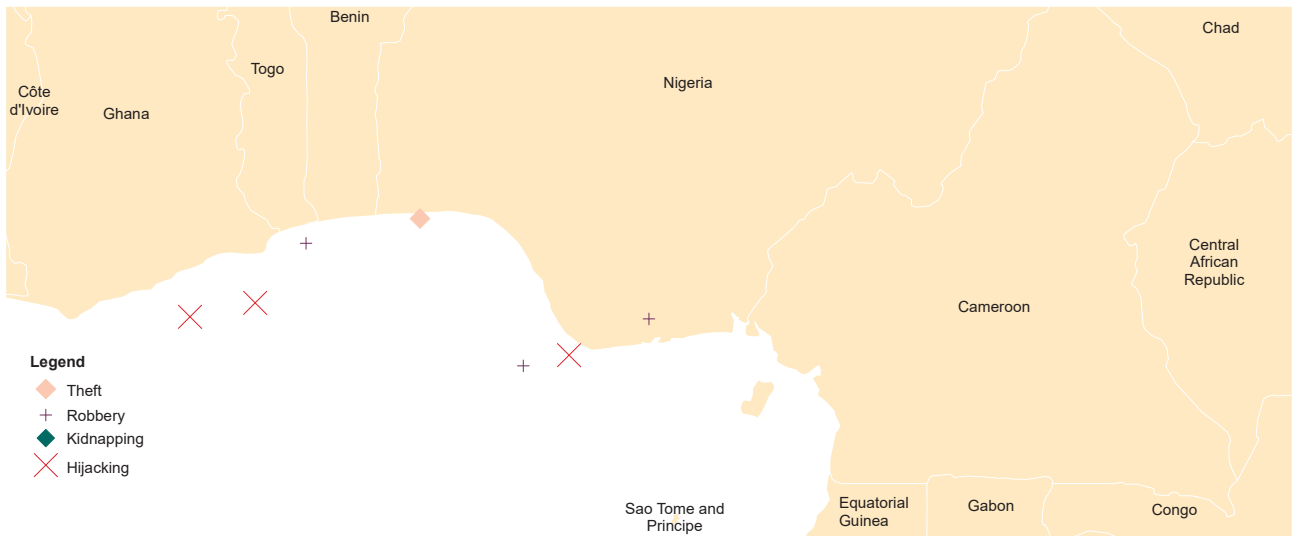 Benin
Chad
Togo
Nigeria
Côte
d'Ivoire
Ghana
Central
African
Republic
Cameroon
Legend
Theft
Robbery
Kidnapping
Hijacking
Sao Tome and
Principe
Equatorial
Guinea
Gabon
Congo